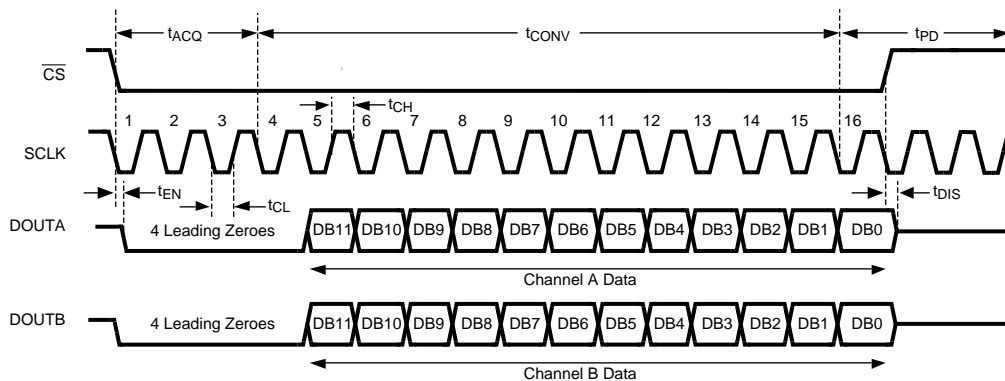 tACQ tCONV tPD
CS
tCH
1 2 3 4 5 6 7 8 9 10 11 12 13 14 15 16
SCLK
tEN tCL tDIS
DOUTA 4 Leading Zeroes DB11 DB10 DB9 DB8 DB7 DB6 DB5 DB4 DB3 DB2 DB1 DB0
Channel A Data
DOUTB 4 Leading Zeroes DB11 DB10 DB9 DB8 DB7 DB6 DB5 DB4 DB3 DB2 DB1 DB0
Channel B Data